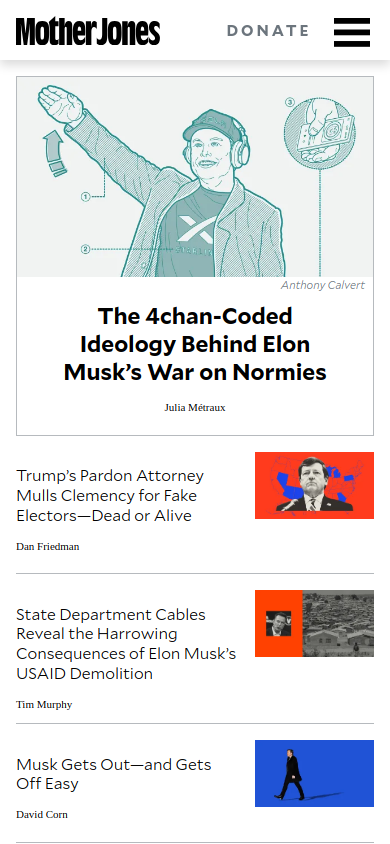 Mother Jones
DONATE
3
1
2
Anthony Calvert
The 4chan-Coded
Ideology Behind Elon
Musk’s War on Normies
Julia Métraux
Trump’s Pardon Attorney
Mulls Clemency for Fake
Electors—Dead or Alive
Dan Friedman
State Department Cables
Reveal the Harrowing
Consequences of Elon Musk’s
USAID Demolition
Tim Murphy
Musk Gets Out—and Gets
Off Easy
David Corn